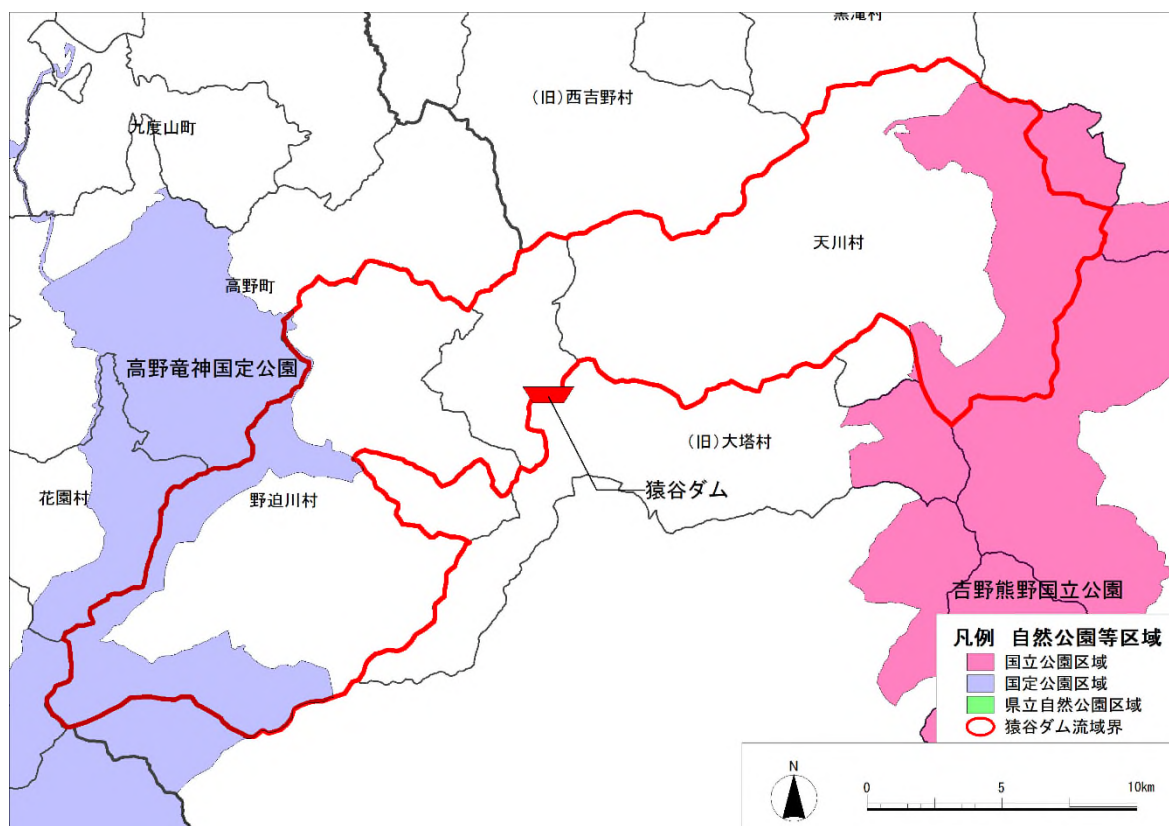 黒滝村
(旧)西吉野村
九度山町
天川村
高野町
高野竜神国定公園
(旧)大塔村
猿谷ダム
花園村
野迫川村
吉野熊野国立公園
凡例 自然公園等区域
国立公園区域
国定公園区域
県立自然公園区域
猿谷ダム流域界
N
0 5 10km